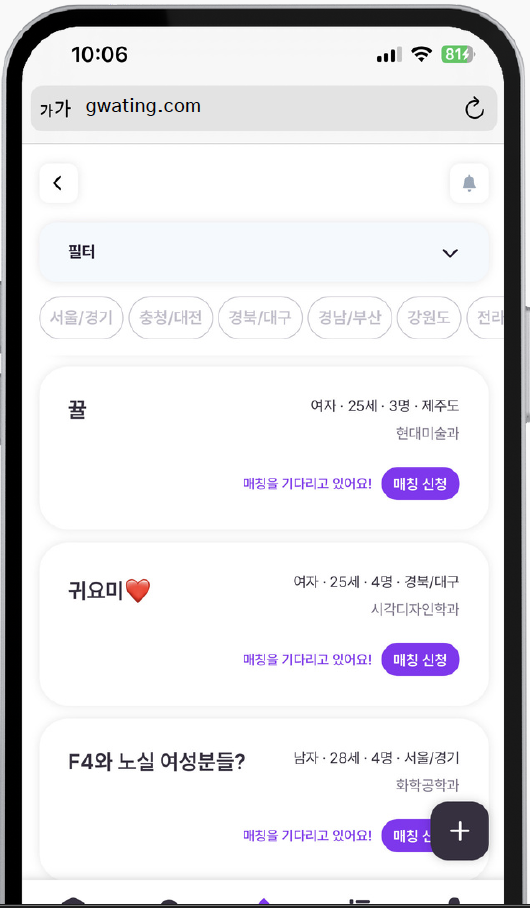 10:06
81
가가 gwating.com
필터
서울/경기 충청/대전 경북/대구 경남/부산 강원도 전라
귤
여자 · 25세 · 3명 · 제주도
현대미술과
매칭을 기다리고 있어요! 매칭 신청
귀요미❤️
여자 · 25세 · 4명 · 경북/대구
시각디자인학과
매칭을 기다리고 있어요! 매칭 신청
F4와 노실 여성분들?
남자 · 28세 · 4명 · 서울/경기
화학공학과
매칭을 기다리고 있어요! 매칭